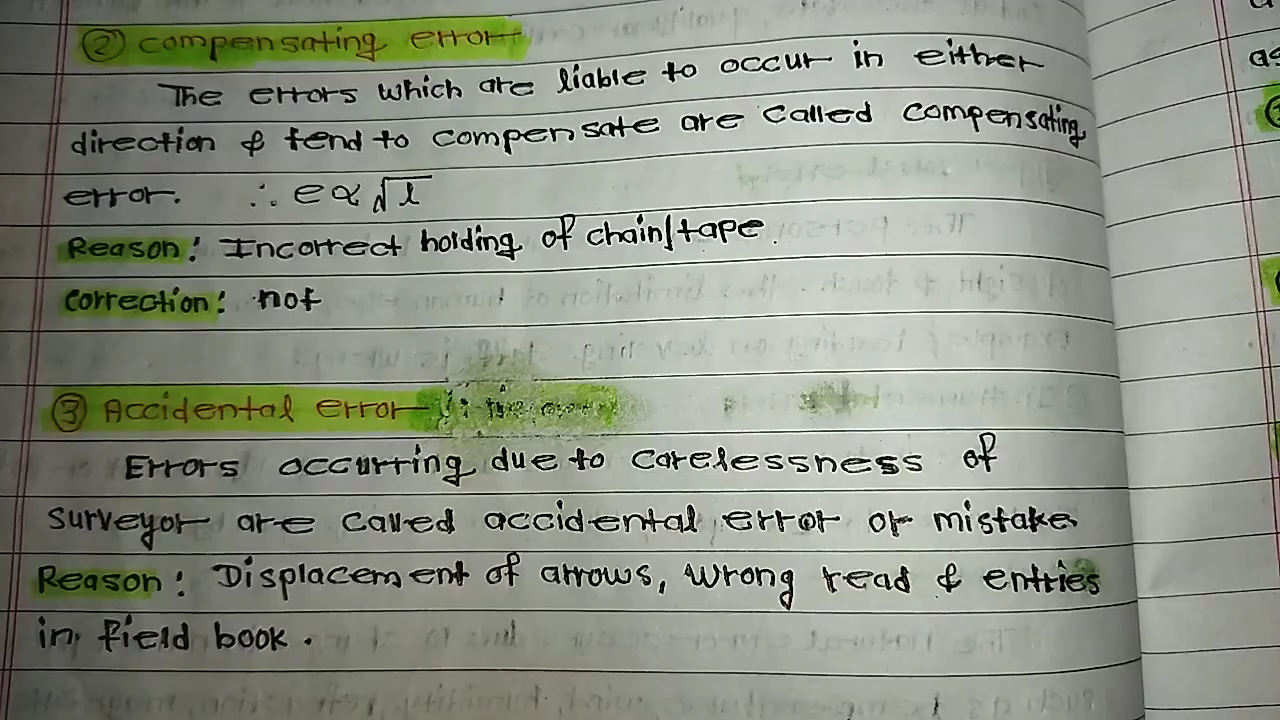 ② compensating error
The errors which are liable to occur in either
direction & tend to compensate are called compensating
error. ∴ e ∝ √l
Reason: Incorrect holding of chain/tape.
Correction: not
③ Accidental error
Errors occurring due to carelessness of
surveyor are called accidental error or mistake.
Reason: Displacement of arrows, wrong read & entries
in field book.